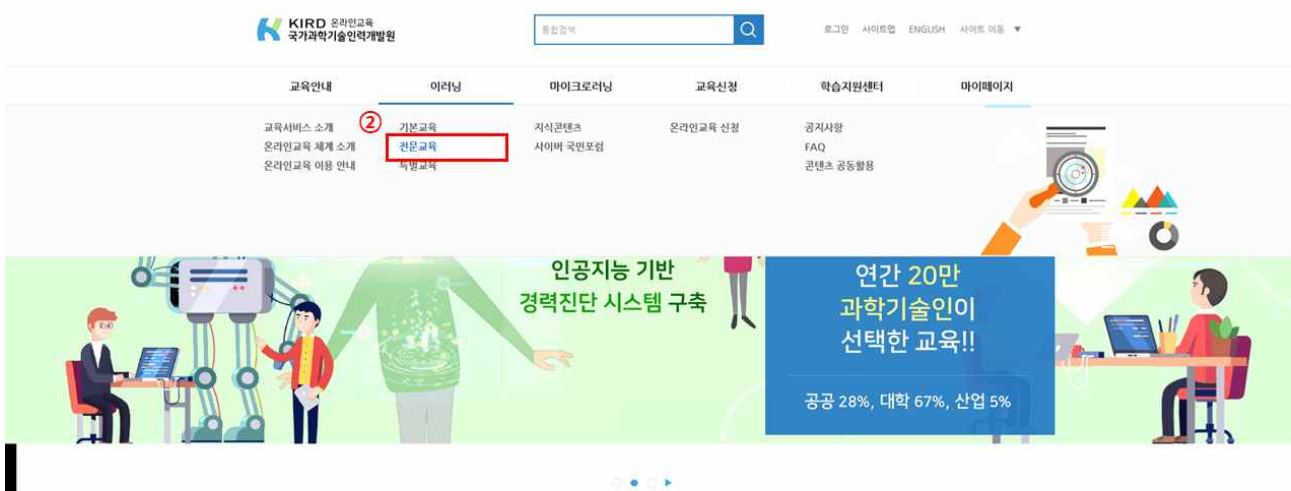 KIRD 온라인교육
국가과학기술인력개발원
통합검색
로그인 사이트맵 ENGLISH 사이트 이동 ▼
교육안내 이러닝 마이크로러닝 교육신청 학습지원센터 마이페이지
교육서비스 소개 ② 기본교육 지식콘텐츠 온라인교육 신청 공지사항
온라인교육 체계 소개 전문교육 사이버 국민포럼 FAQ
온라인교육 이용 안내 특별교육 콘텐츠 공동활용
인공지능 기반
경력진단 시스템 구축
연간 20만
과학기술인이
선택한 교육!!
공공 28%, 대학 67%, 산업 5%